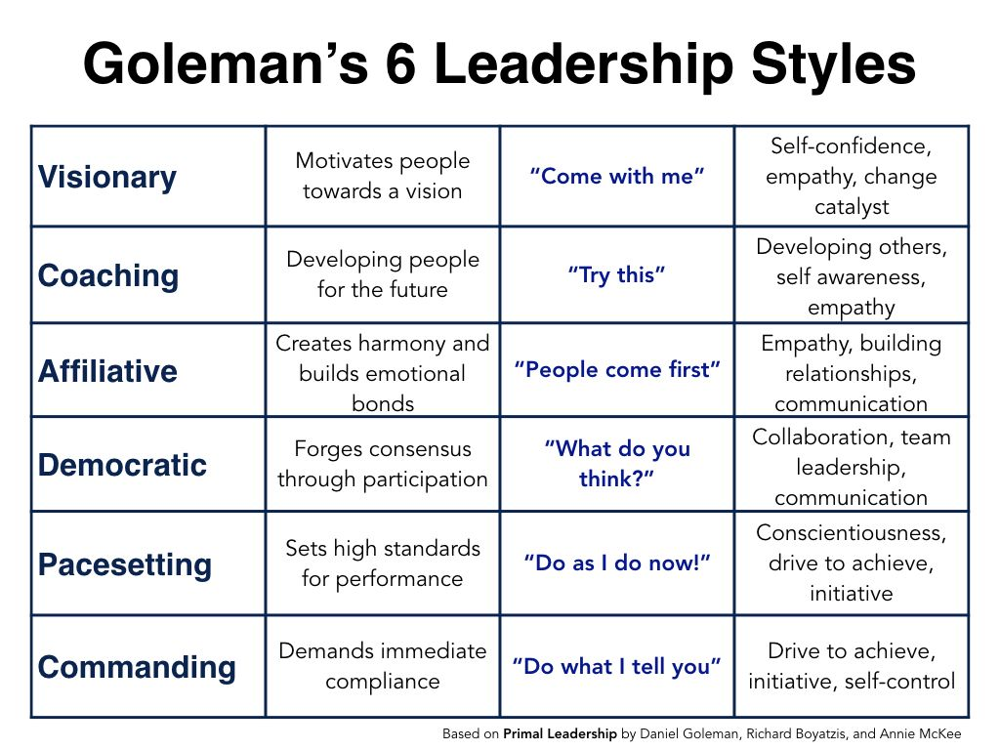 Goleman’s 6 Leadership Styles
Visionary
Motivates people
towards a vision
“Come with me”
Self-confidence,
empathy, change
catalyst
Coaching
Developing people
for the future
“Try this”
Developing others,
self awareness,
empathy
Affiliative
Creates harmony and
builds emotional
bonds
“People come first”
Empathy, building
relationships,
communication
Democratic
Forges consensus
through participation
“What do you
think?”
Collaboration, team
leadership,
communication
Pacesetting
Sets high standards
for performance
“Do as I do now!”
Conscientiousness,
drive to achieve,
initiative
Commanding
Demands immediate
compliance
“Do what I tell you”
Drive to achieve,
initiative, self-control
Based on Primal Leadership by Daniel Goleman, Richard Boyatzis, and Annie McKee